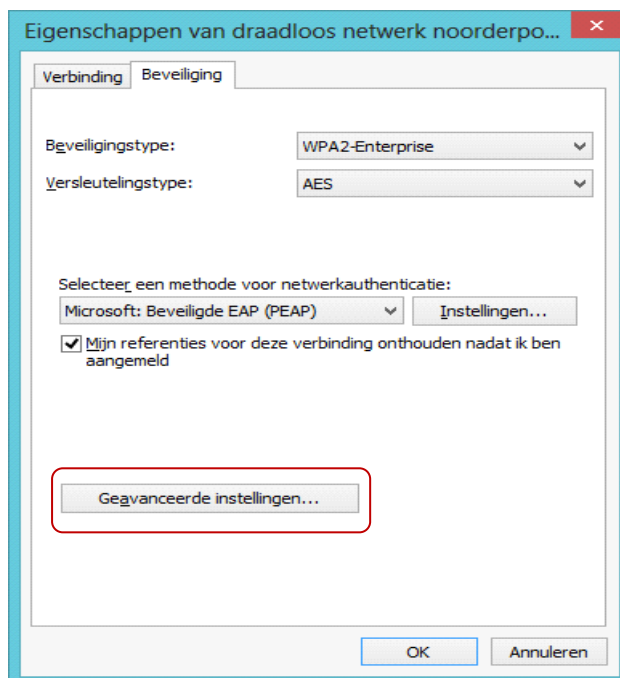 Eigenschappen van draadloos netwerk noorderpo...
Verbinding Beveiliging
Beveiligingstype: WPA2-Enterprise
Versleutelingstype: AES
Selecteer een methode voor netwerkauthenticatie:
Microsoft: Beveiligde EAP (PEAP) Instellingen...
Mijn referenties voor deze verbinding onthouden nadat ik ben
aangemeld
Geavanceerde instellingen...
OK Annuleren